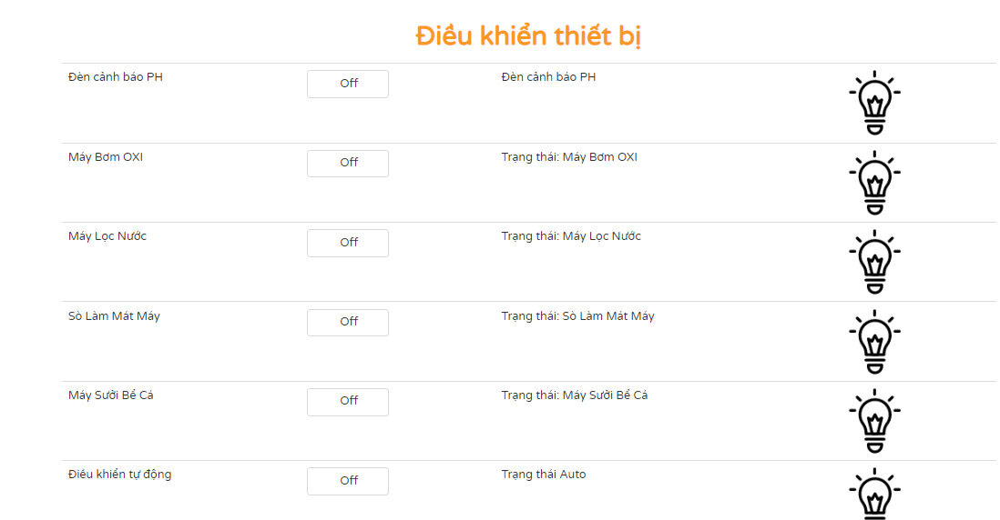 Điều khiển thiết bị
Đèn cảnh báo PH Off Đèn cảnh báo PH
Máy Bơm OXI Off Trạng thái: Máy Bơm OXI
Máy Lọc Nước Off Trạng thái: Máy Lọc Nước
Sò Làm Mát Máy Off Trạng thái: Sò Làm Mát Máy
Máy Sưởi Bể Cá Off Trạng thái: Máy Sưởi Bể Cá
Điều khiển tự động Off Trạng thái Auto